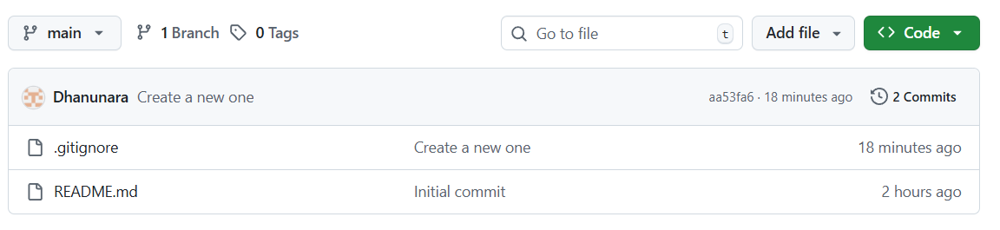 main 1 Branch 0 Tags Go to file t Add file Code
Dhanunara Create a new one aa53fa6 · 18 minutes ago 2 Commits
.gitignore Create a new one 18 minutes ago
README.md Initial commit 2 hours ago